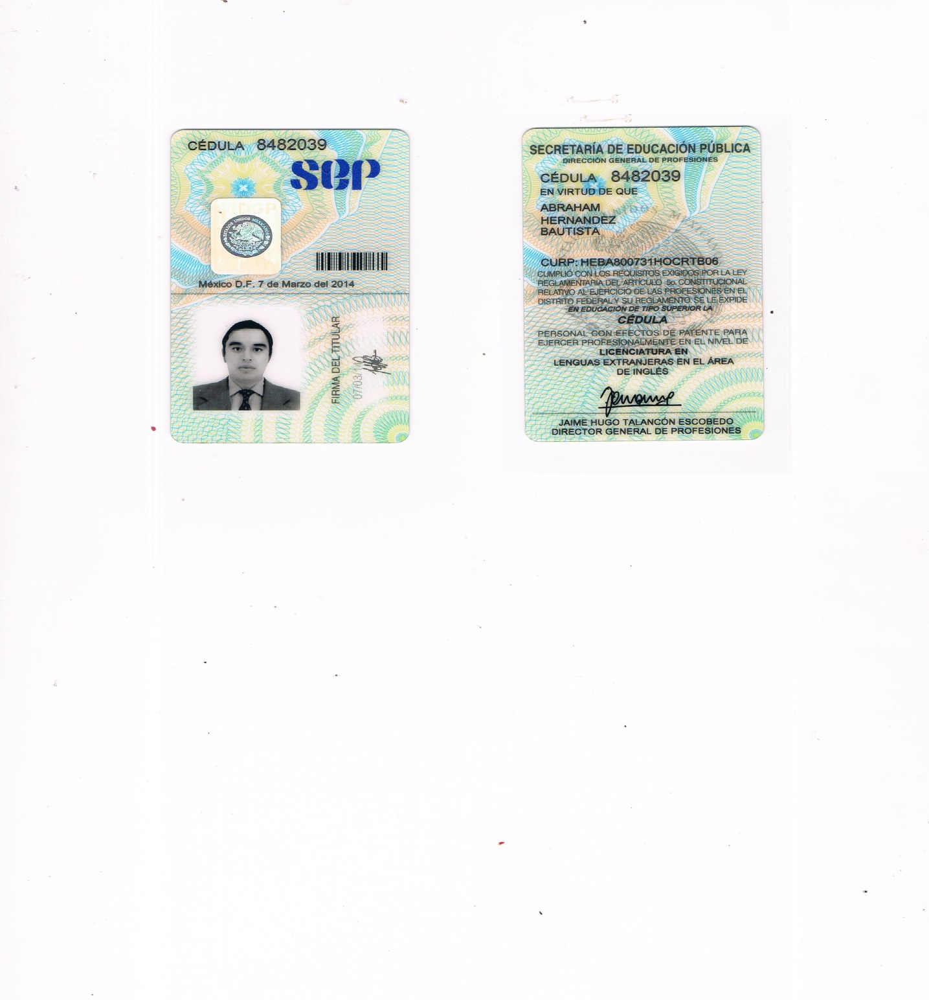 CÉDULA 8482039
SEP
DGP
ESTADOS UNIDOS MEXICANOS
México D.F. 7 de Marzo del 2014
FIRMA DEL TITULAR
SECRETARÍA DE EDUCACIÓN PÚBLICA
DIRECCIÓN GENERAL DE PROFESIONES
CÉDULA 8482039
EN VIRTUD DE QUE
ABRAHAM
HERNANDEZ
BAUTISTA
CURP: HEBA800731HOCRTB06
CUMPLIÓ CON LOS REQUISITOS EXIGIDOS POR LA LEY
REGLAMENTARIA DEL ARTÍCULO 5o. CONSTITUCIONAL
RELATIVO AL EJERCICIO DE LAS PROFESIONES EN EL
DISTRITO FEDERAL Y SU REGLAMENTO. SE LE EXPIDE
EN EDUCACIÓN DE TIPO SUPERIOR LA
CÉDULA
PERSONAL CON EFECTOS DE PATENTE PARA
EJERCER PROFESIONALMENTE EN EL NIVEL DE
LICENCIATURA EN
LENGUAS EXTRANJERAS EN EL ÁREA
DE INGLÉS
JAIME HUGO TALANCÓN ESCOBEDO
DIRECTOR GENERAL DE PROFESIONES